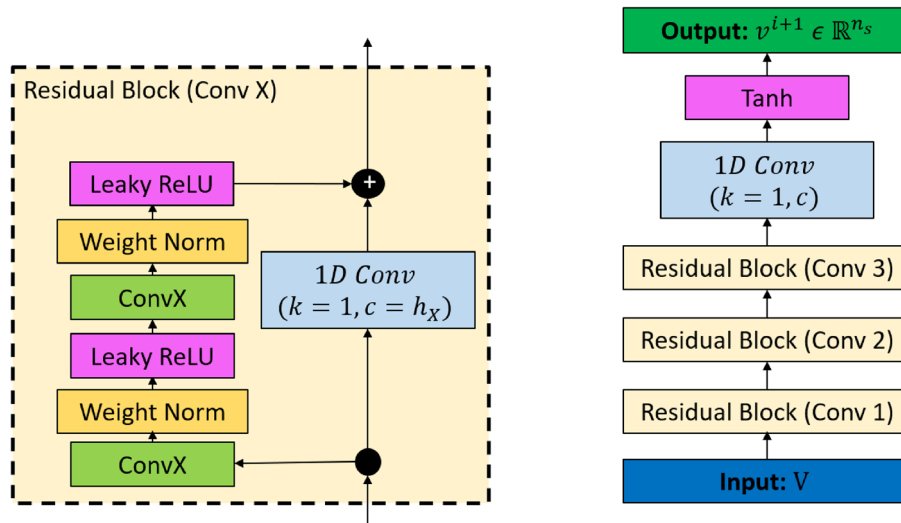 Residual Block (Conv X)
Leaky ReLU
+
Weight Norm
ConvX
Leaky ReLU
Weight Norm
ConvX
1D Conv
(k = 1, c = h_X)
Output: v^{i+1} ϵ ℝ^{n_s}
Tanh
1D Conv
(k = 1, c)
Residual Block (Conv 3)
Residual Block (Conv 2)
Residual Block (Conv 1)
Input: V